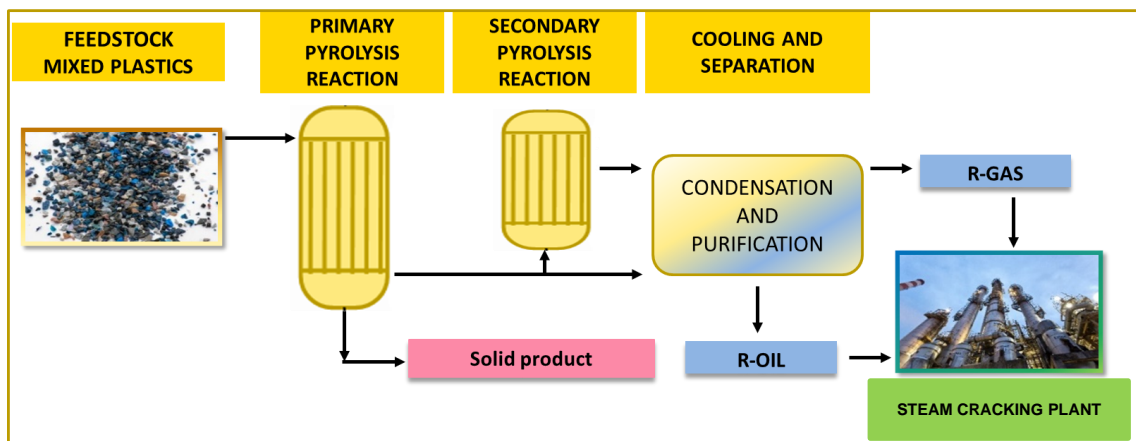 FEEDSTOCK
MIXED PLASTICS
PRIMARY
PYROLYSIS
REACTION
SECONDARY
PYROLYSIS
REACTION
COOLING AND
SEPARATION
CONDENSATION
AND
PURIFICATION
R-GAS
Solid product
R-OIL
STEAM CRACKING PLANT